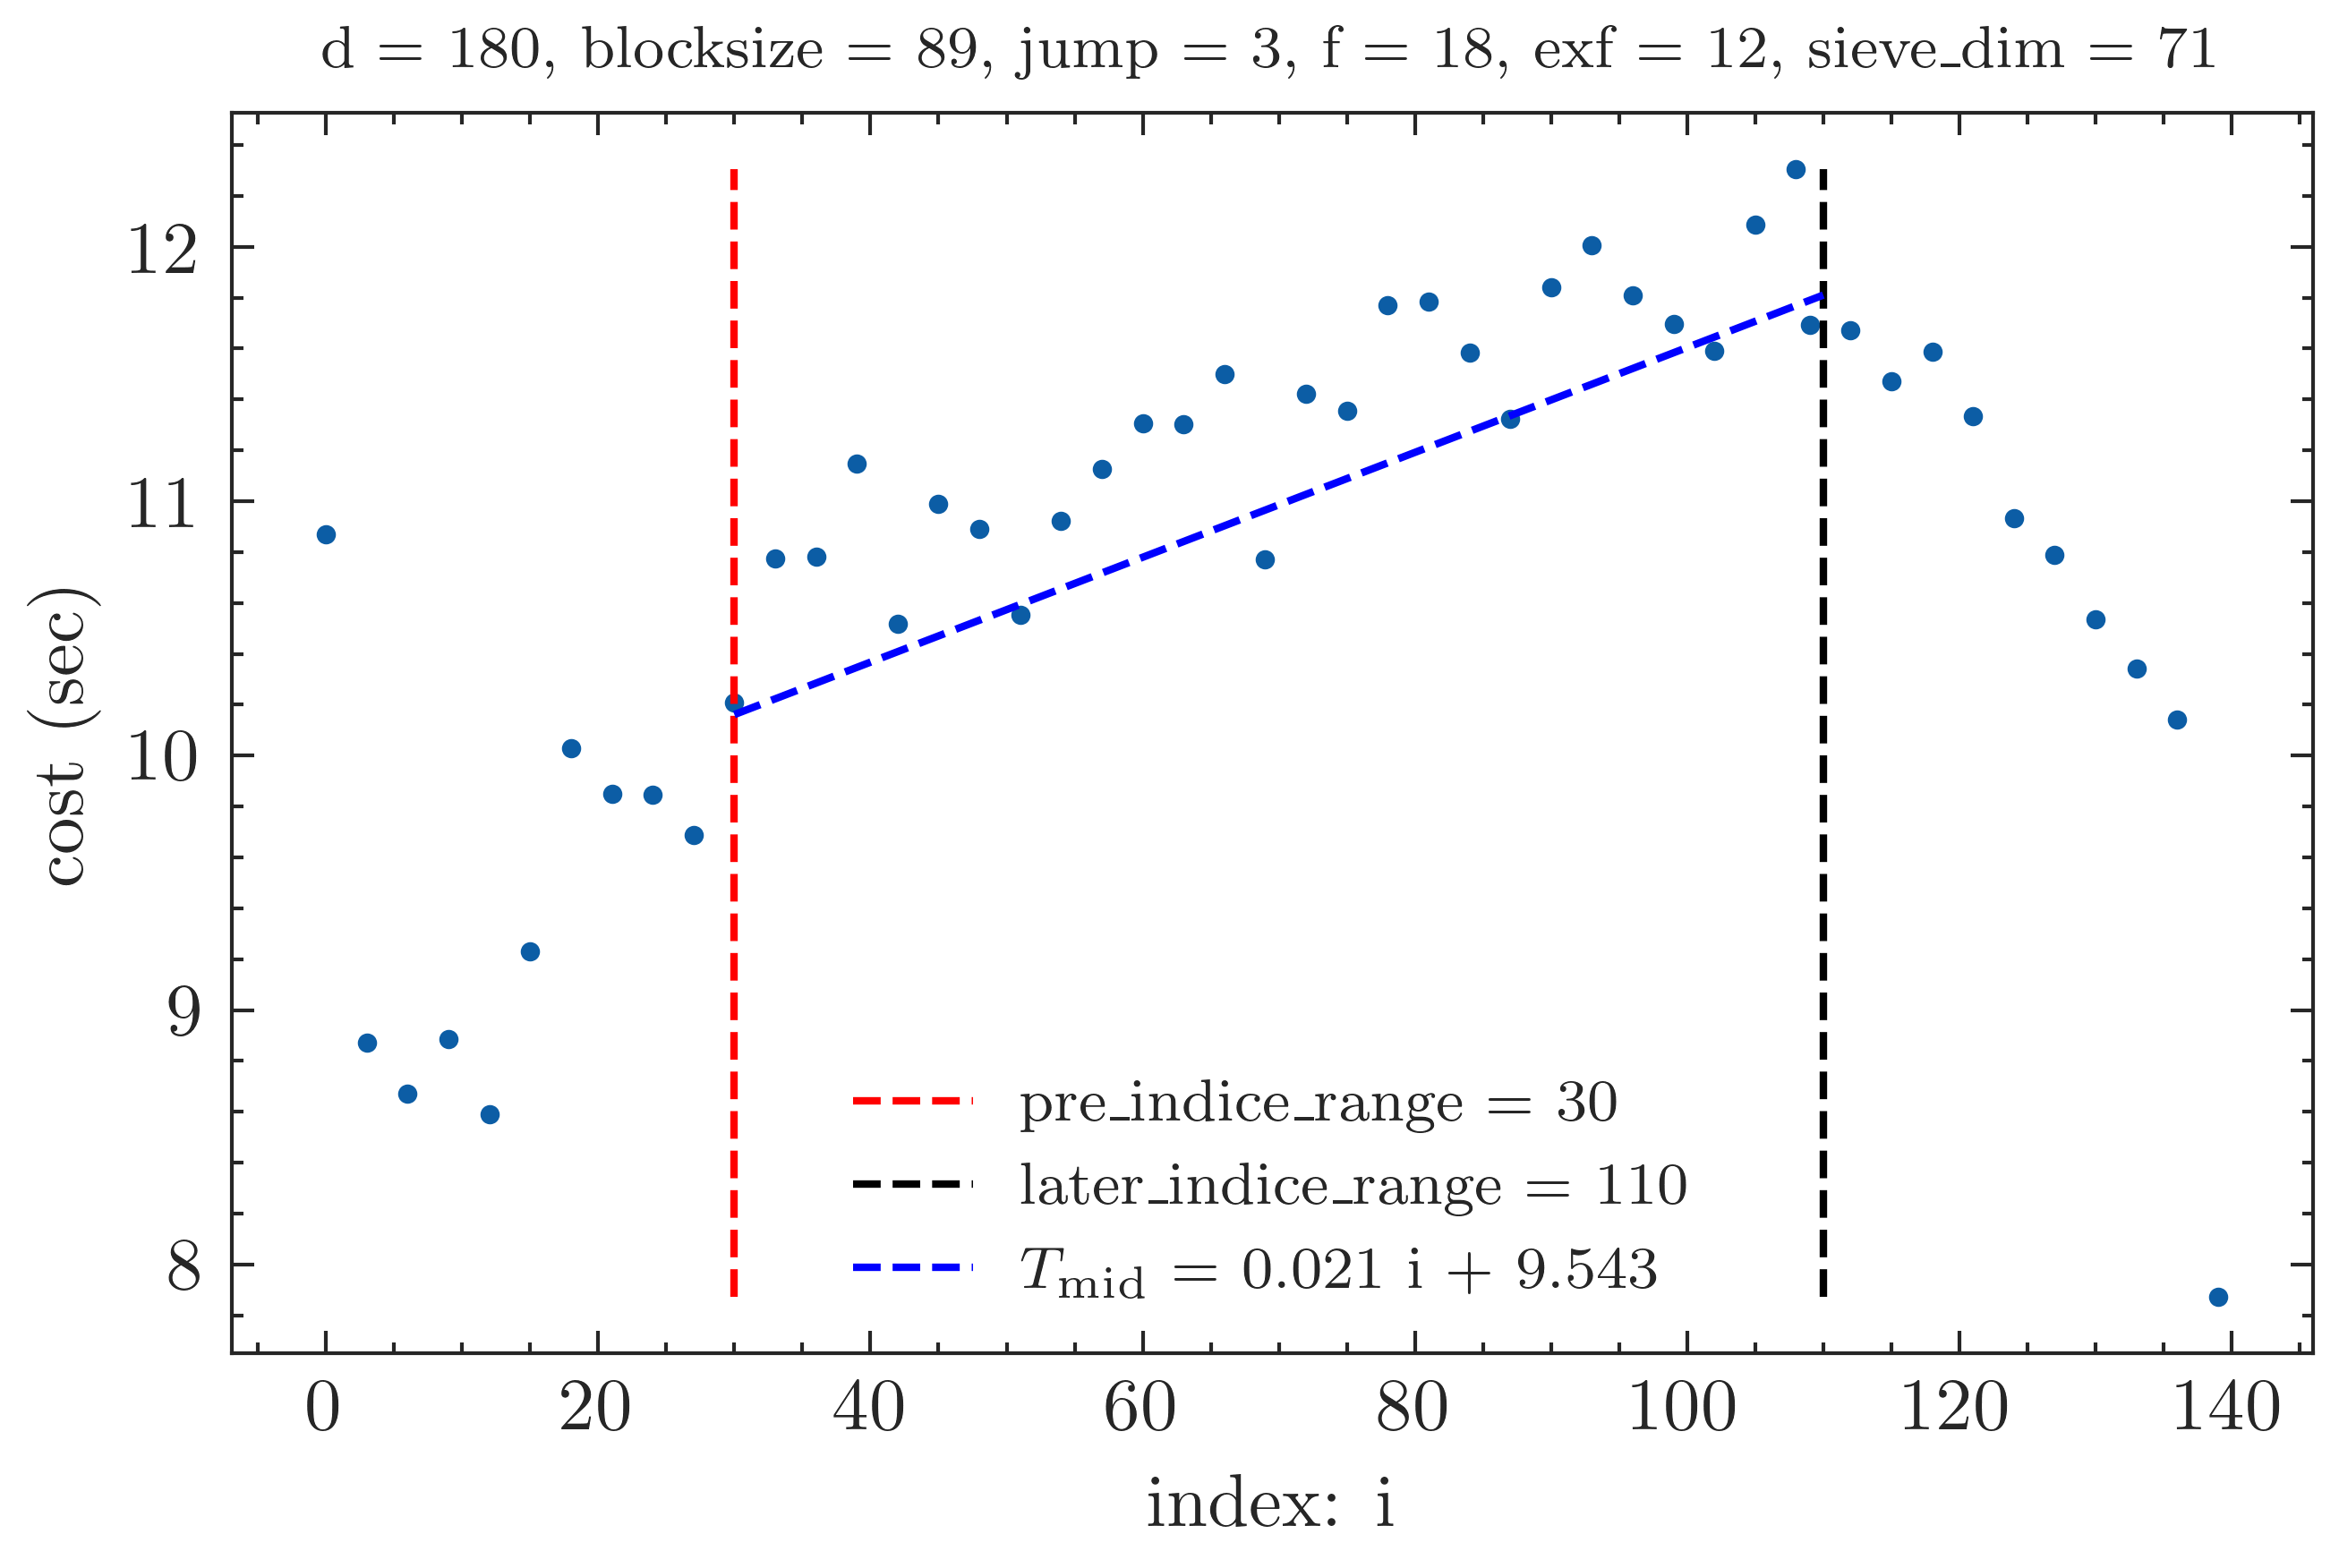 d = 180, blocksize = 89, jump = 3, f = 18, exf = 12, sieve_dim = 71
12
11
10
9
8
cost (sec)
pre_indice_range = 30
later_indice_range = 110
T_mid = 0.021 i + 9.543
0 20 40 60 80 100 120 140
index: i